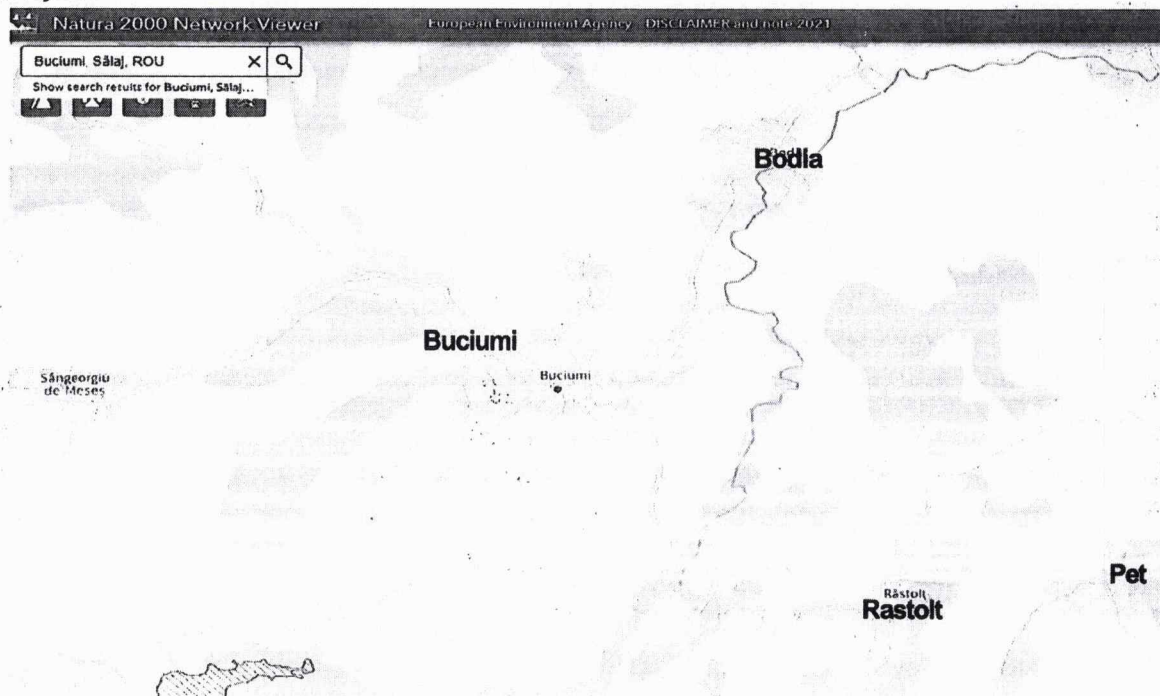 Natura 2000 Network Viewer
European Environment Agency DISCLAIMER and note 2021
Buciumi, Sălaj, ROU
Show search results for Buciumi, Sălaj...
Bodia
Buciumi
Sângeorgiu
de Meseș
Buciumi
Răstolț
Rastolt
Pet